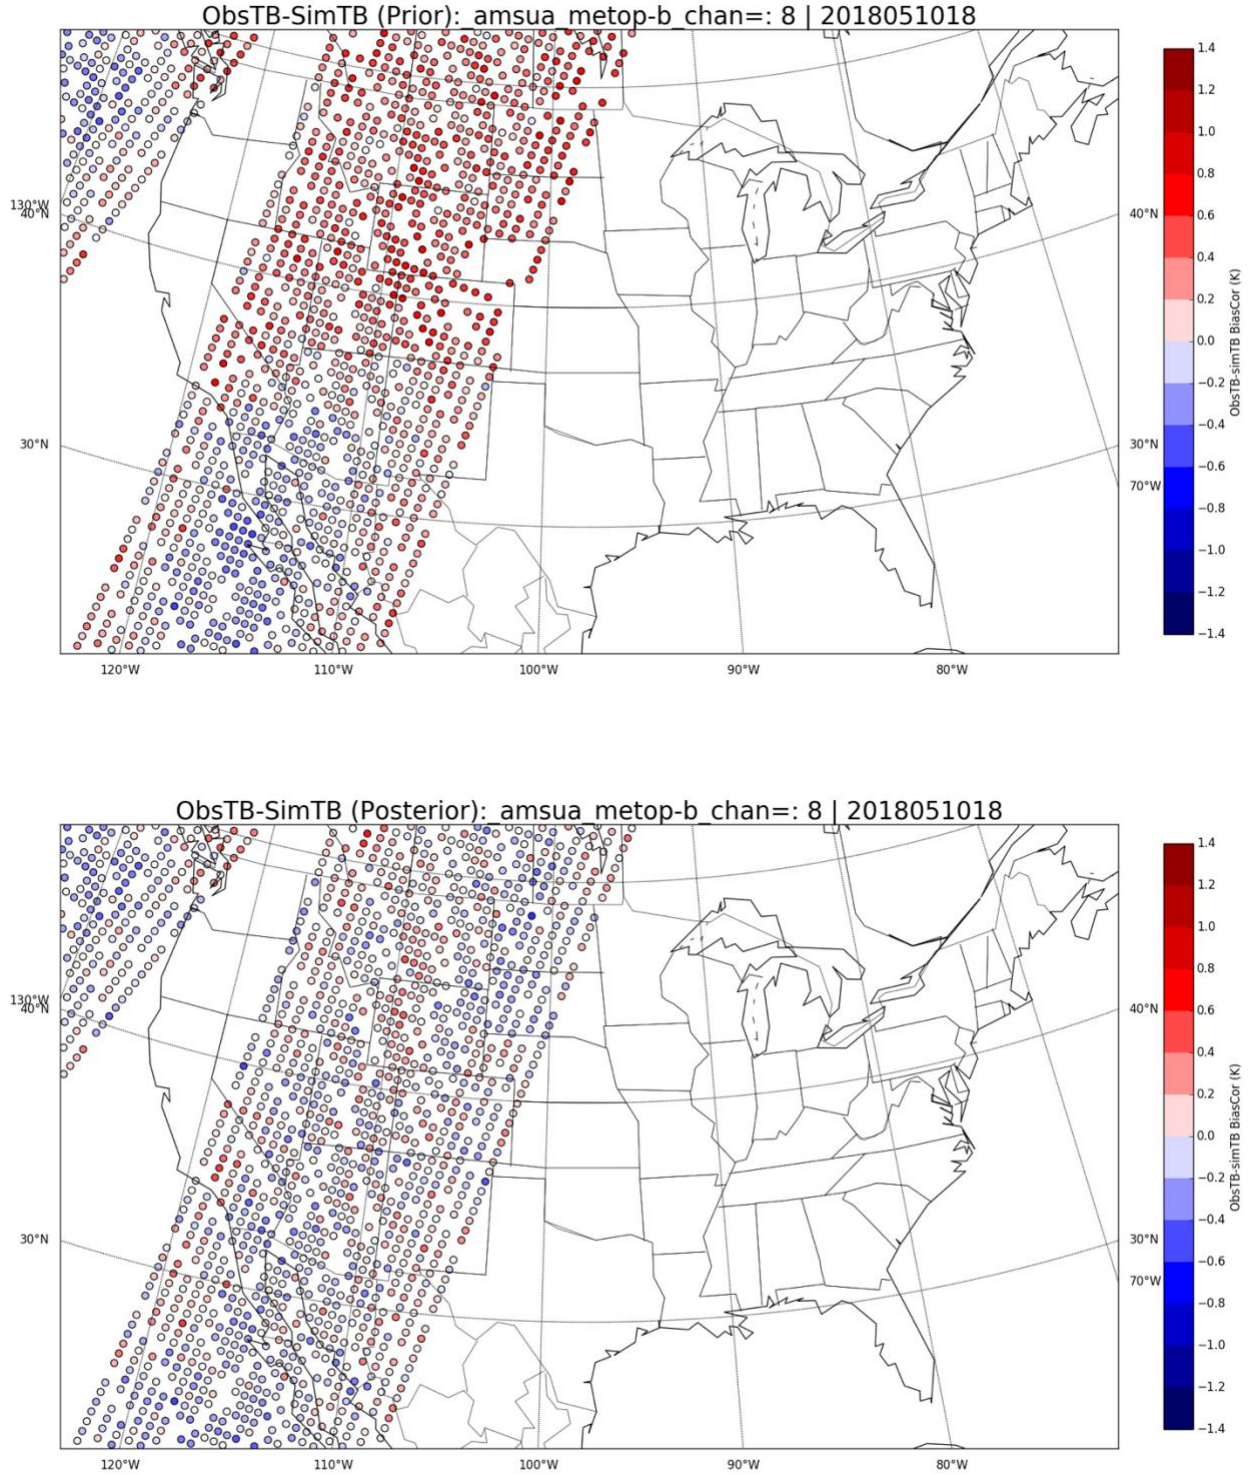 ObsTB-SimTB (Prior):_amsua_metop-b_chan=: 8 | 2018051018
1.4
1.2
1.0
0.8
0.6
0.4
0.2
0.0
−0.2
−0.4
−0.6
−0.8
−1.0
−1.2
−1.4
ObsTB-simTB BiasCor (K)
130°W
40°N
30°N
40°N
30°N
70°W
120°W 110°W 100°W 90°W 80°W
ObsTB-SimTB (Posterior):_amsua_metop-b_chan=: 8 | 2018051018
1.4
1.2
1.0
0.8
0.6
0.4
0.2
0.0
−0.2
−0.4
−0.6
−0.8
−1.0
−1.2
−1.4
ObsTB-simTB BiasCor (K)
130°W
40°N
30°N
40°N
30°N
70°W
120°W 110°W 100°W 90°W 80°W